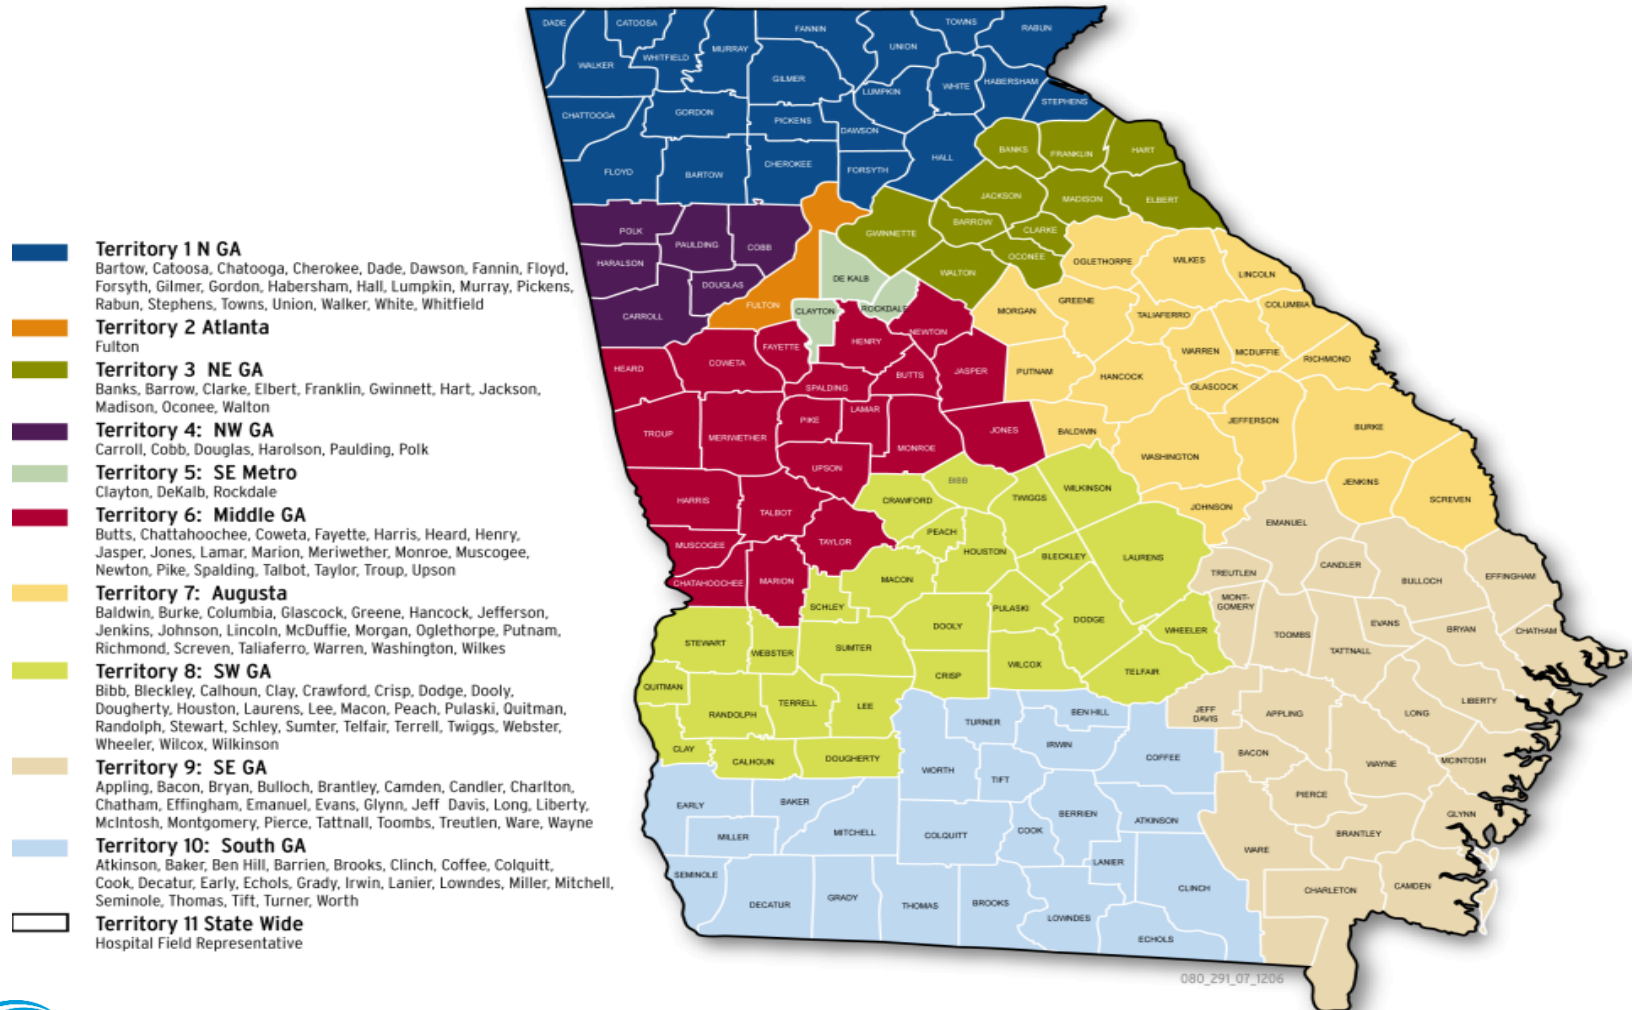 Territory 1 N GA
Bartow, Catoosa, Chatooga, Cherokee, Dade, Dawson, Fannin, Floyd,
Forsyth, Gilmer, Gordon, Habersham, Hall, Lumpkin, Murray, Pickens,
Rabun, Stephens, Towns, Union, Walker, White, Whitfield
Territory 2 Atlanta
Fulton
Territory 3 NE GA
Banks, Barrow, Clarke, Elbert, Franklin, Gwinnett, Hart, Jackson,
Madison, Oconee, Walton
Territory 4: NW GA
Carroll, Cobb, Douglas, Harolson, Paulding, Polk
Territory 5: SE Metro
Clayton, DeKalb, Rockdale
Territory 6: Middle GA
Butts, Chattahoochee, Coweta, Fayette, Harris, Heard, Henry,
Jasper, Jones, Lamar, Marion, Meriwether, Monroe, Muscogee,
Newton, Pike, Spalding, Talbot, Taylor, Troup, Upson
Territory 7: Augusta
Baldwin, Burke, Columbia, Glascock, Greene, Hancock, Jefferson,
Jenkins, Johnson, Lincoln, McDuffie, Morgan, Oglethorpe, Putnam,
Richmond, Screven, Taliaferro, Warren, Washington, Wilkes
Territory 8: SW GA
Bibb, Bleckley, Calhoun, Clay, Crawford, Crisp, Dodge, Dooly,
Dougherty, Houston, Laurens, Lee, Macon, Peach, Pulaski, Quitman,
Randolph, Stewart, Schley, Sumter, Telfair, Terrell, Twiggs, Webster,
Wheeler, Wilcox, Wilkinson
Territory 9: SE GA
Appling, Bacon, Bryan, Bulloch, Brantley, Camden, Candler, Charlton,
Chatham, Effingham, Emanuel, Evans, Glynn, Jeff Davis, Long, Liberty,
McIntosh, Montgomery, Pierce, Tattnall, Toombs, Treutlen, Ware, Wayne
Territory 10: South GA
Atkinson, Baker, Ben Hill, Barrien, Brooks, Clinch, Coffee, Colquitt,
Cook, Decatur, Early, Echols, Grady, Irwin, Lanier, Lowndes, Miller, Mitchell,
Seminole, Thomas, Tift, Turner, Worth
Territory 11 State Wide
Hospital Field Representative
DADE
CATOOSA
FANNIN
TOWNS
RABUN
WALKER
WHITFIELD
MURRAY
UNION
GILMER
LUMPKIN
WHITE
HABERSHAM
STEPHENS
CHATTOOGA
GORDON
PICKENS
DAWSON
FLOYD
BARTOW
CHEROKEE
FORSYTH
HALL
BANKS
FRANKLIN
HART
JACKSON
MADISON
ELBERT
POLK
PAULDING
COBB
GWINNETTE
BARROW
CLARKE
OCONEE
WALTON
HARALSON
DOUGLAS
CARROLL
FULTON
DE KALB
CLAYTON
ROCKDALE
OGLETHORPE
WILKES
LINCOLN
MORGAN
GREENE
TALIAFERRO
COLUMBIA
HEARD
COWETA
FAYETTE
HENRY
NEWTON
SPALDING
BUTTS
JASPER
PUTNAM
HANCOCK
WARREN
MCDUFFIE
RICHMOND
GLASCOCK
TROUP
MERIWETHER
PIKE
LAMAR
MONROE
JONES
BALDWIN
JEFFERSON
BURKE
UPSON
WASHINGTON
HARRIS
TALBOT
CRAWFORD
BIBB
TWIGGS
WILKINSON
JOHNSON
JENKINS
SCREVEN
EMANUEL
MUSCOGEE
TAYLOR
PEACH
HOUSTON
BLECKLEY
LAURENS
CHATAHOOCHEE
MARION
MACON
TREUTLEN
CANDLER
BULLOCH
EFFINGHAM
SCHLEY
PULASKI
MONT-
GOMERY
STEWART
WEBSTER
SUMTER
DOOLY
DODGE
WHEELER
TOOMBS
TATTNALL
EVANS
BRYAN
CHATHAM
QUITMAN
CRISP
WILCOX
TELFAIR
RANDOLPH
TERRELL
LEE
TURNER
BEN HILL
JEFF
DAVIS
APPLING
LONG
LIBERTY
CLAY
CALHOUN
DOUGHERTY
WORTH
IRWIN
COFFEE
BACON
WAYNE
MCINTOSH
TIFT
EARLY
BAKER
PIERCE
MILLER
MITCHELL
COLQUITT
COOK
BERRIEN
ATKINSON
BRANTLEY
GLYNN
WARE
SEMINOLE
LANIER
CLINCH
CHARLETON
CAMDEN
DECATUR
GRADY
THOMAS
BROOKS
LOWNDES
ECHOLS
080_291_07_1206